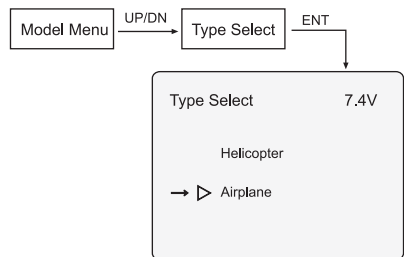 Model Menu
UP/DN
Type Select
ENT
Type Select 7.4V
Helicopter
Airplane